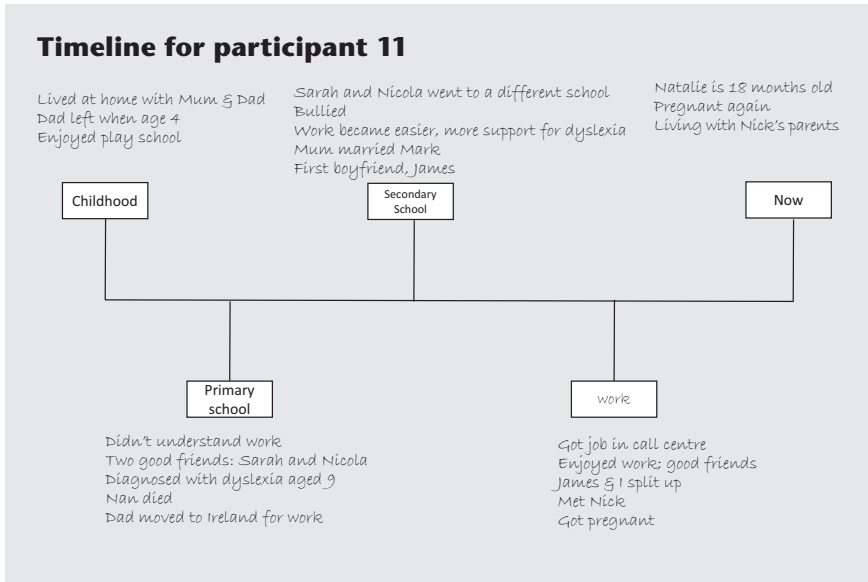 Timeline for participant 11
Lived at home with Mum & Dad
Dad left when age 4
Enjoyed play school
Childhood
Sarah and Nicola went to a different school
Bullied
Work became easier, more support for dyslexia
Mum married Mark
First boyfriend, James
Secondary
School
Natalie is 18 months old
Pregnant again
Living with Nick's parents
Now
Primary
school
Didn't understand work
Two good friends: Sarah and Nicola
Diagnosed with dyslexia aged 9
Nan died
Dad moved to Ireland for work
work
Got job in call centre
Enjoyed work; good friends
James & I split up
Met Nick
Got pregnant